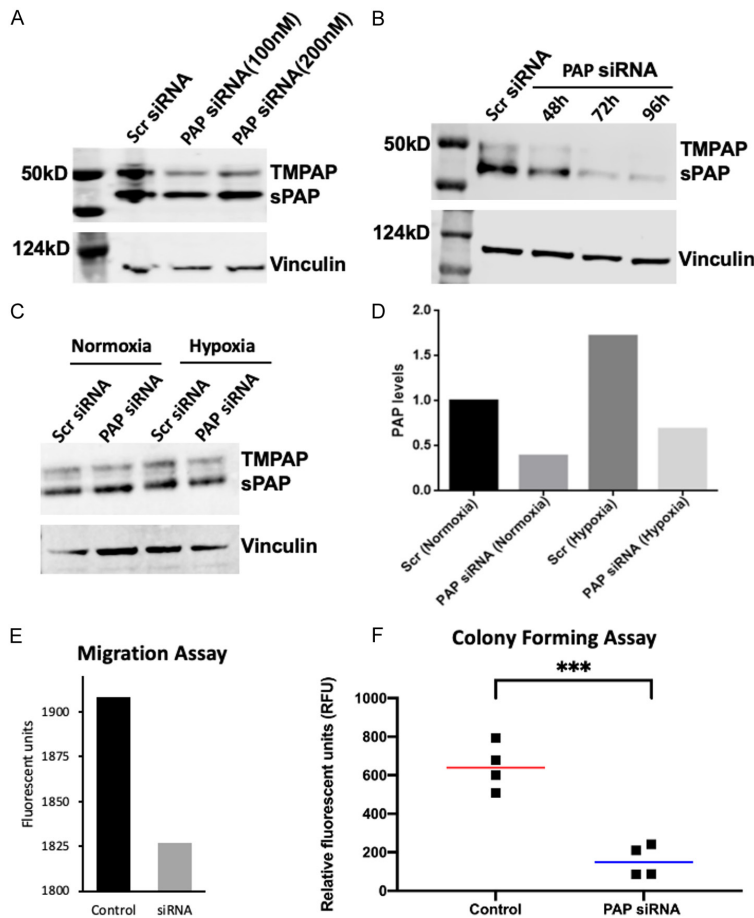 A
Scr siRNA
PAP siRNA(100nM)
PAP siRNA(200nM)
50kD
TMPAP
sPAP
124kD
Vinculin
B
Scr siRNA
PAP siRNA
48h
72h
96h
50kD
TMPAP
sPAP
124kD
Vinculin
C
Normoxia
Hypoxia
Scr siRNA
PAP siRNA
Scr siRNA
PAP siRNA
TMPAP
sPAP
Vinculin
D
PAP levels
2.0
1.5
1.0
0.5
0.0
Scr (Normoxia)
PAP siRNA (Normoxia)
Scr (Hypoxia)
PAP siRNA (Hypoxia)
E
Migration Assay
Fluorescent units
1900
1875
1850
1825
1800
Control
siRNA
F
Colony Forming Assay
***
Relative fluorescent units (RFU)
1000
800
600
400
200
0
Control
PAP siRNA